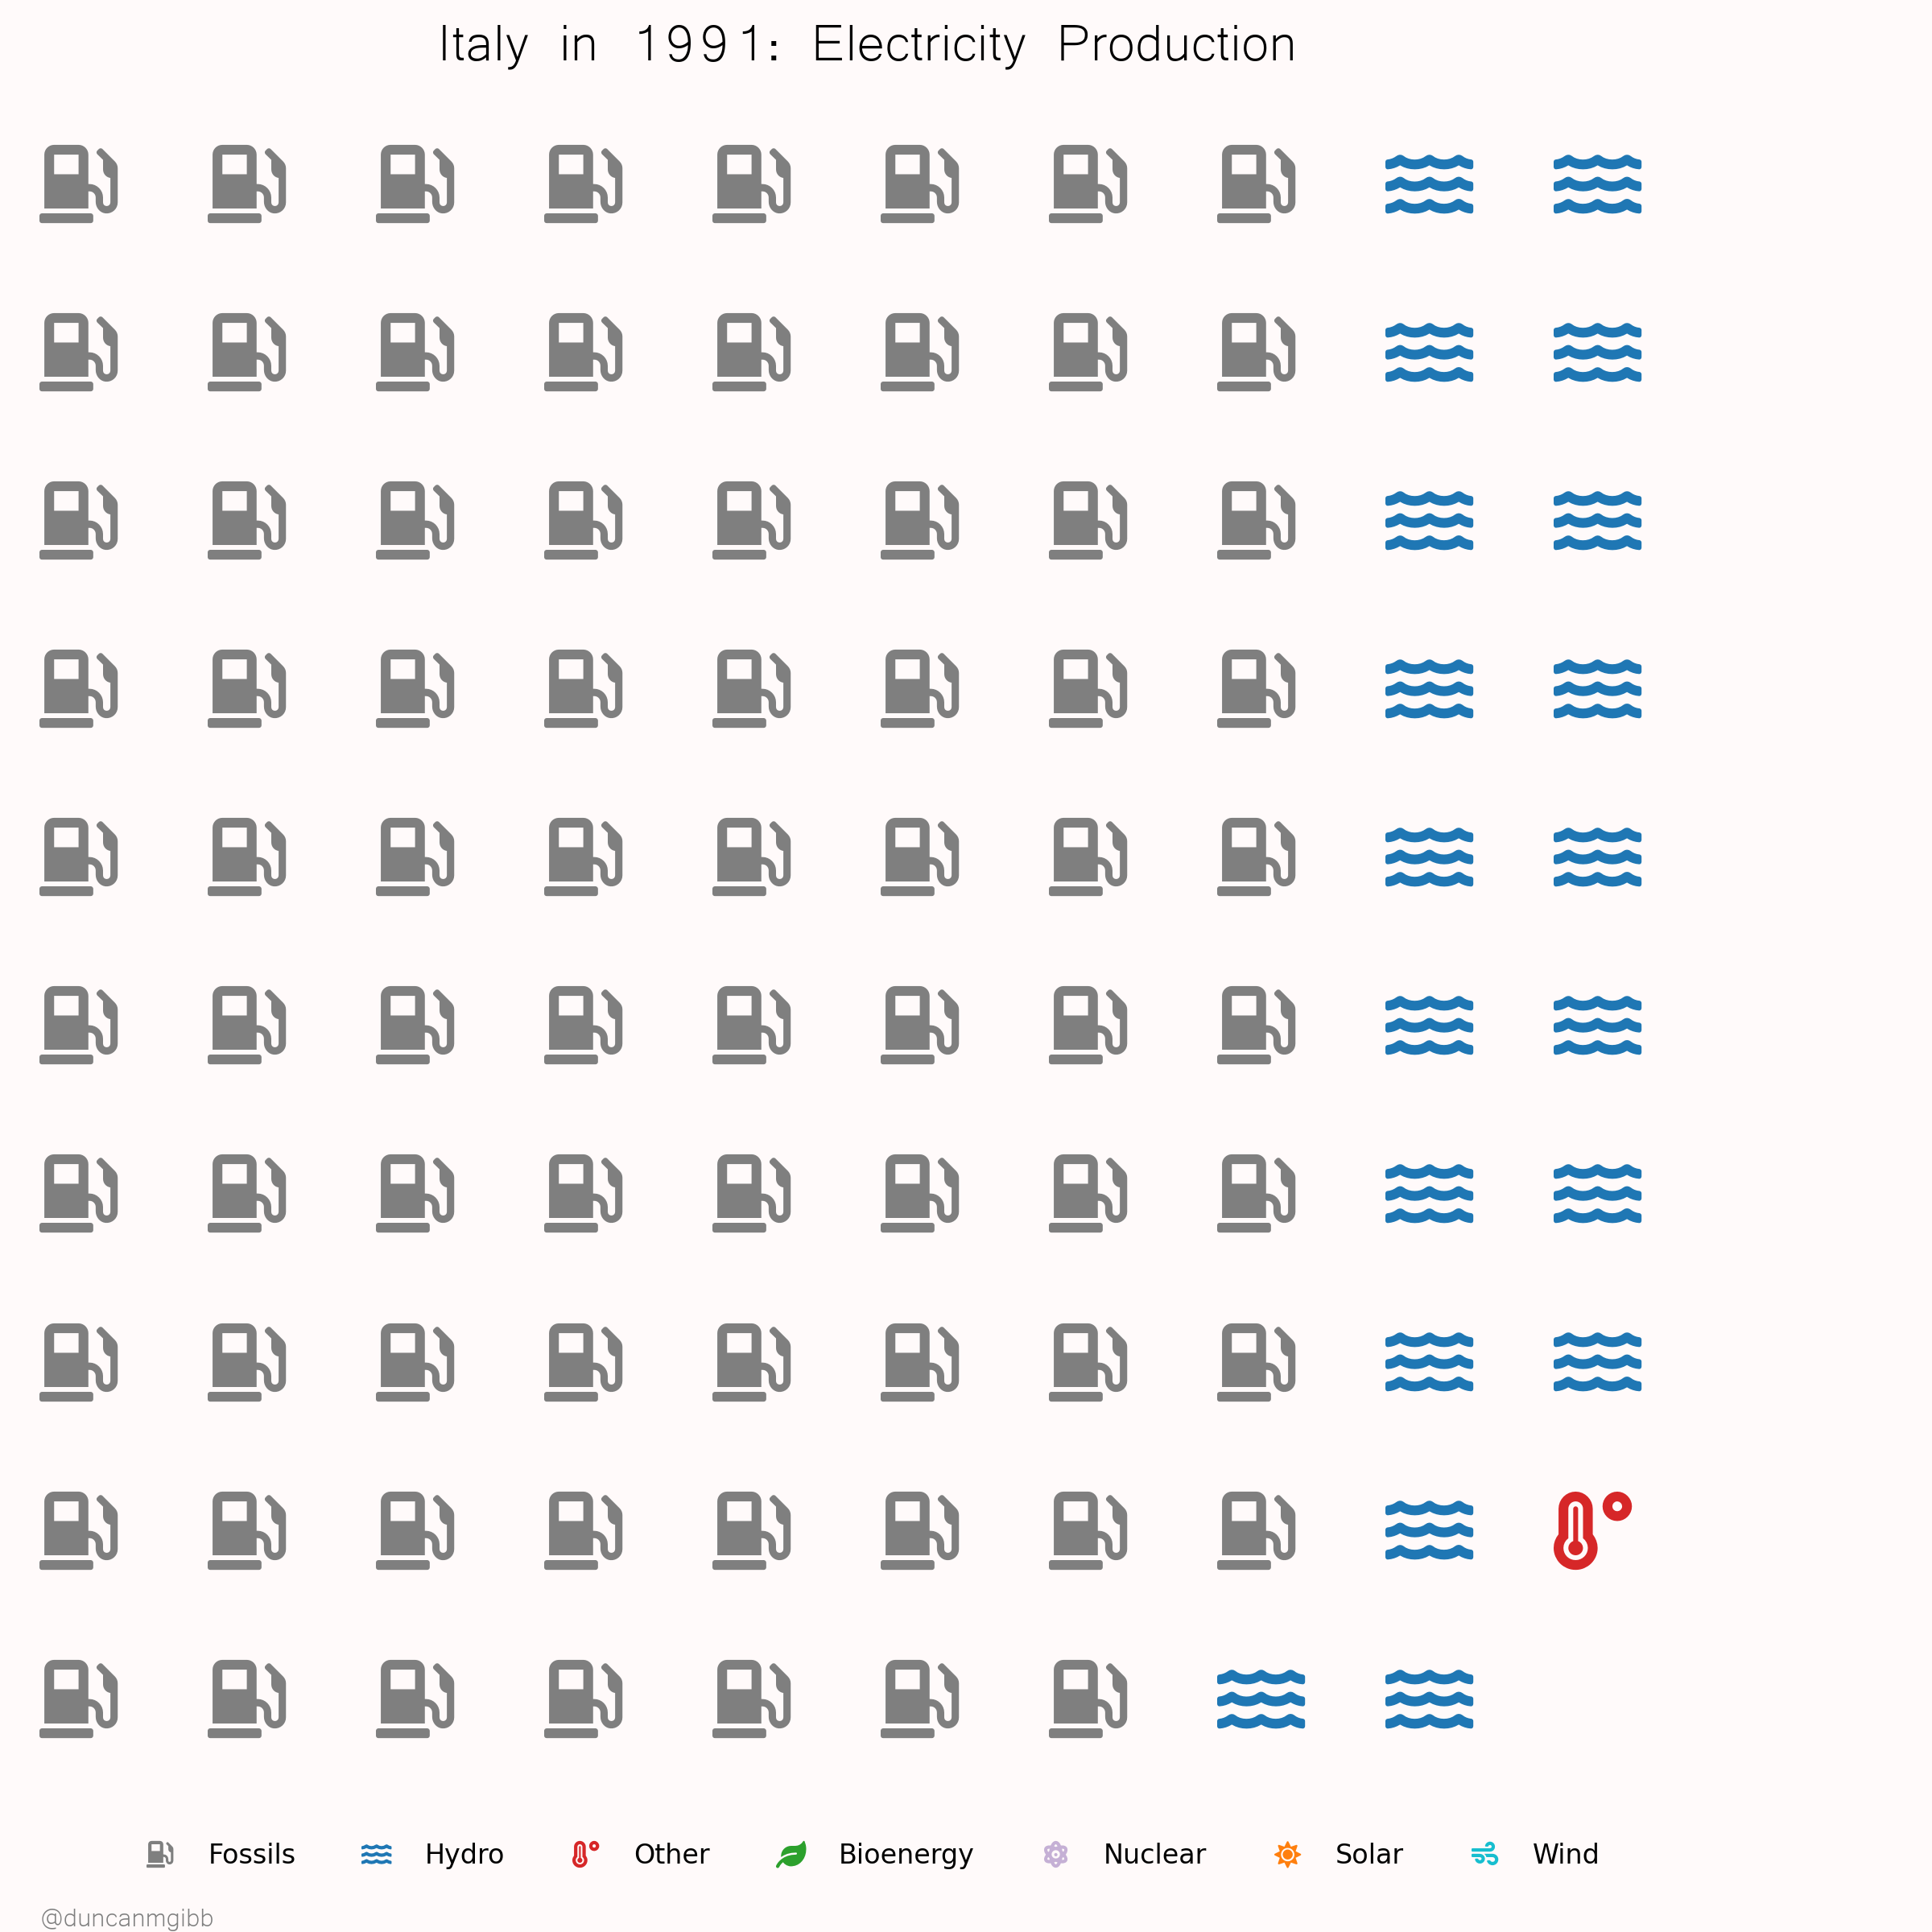 Italy in 1991: Electricity Production
Fossils Hydro Other Bioenergy Nuclear Solar Wind
@duncanmgibb